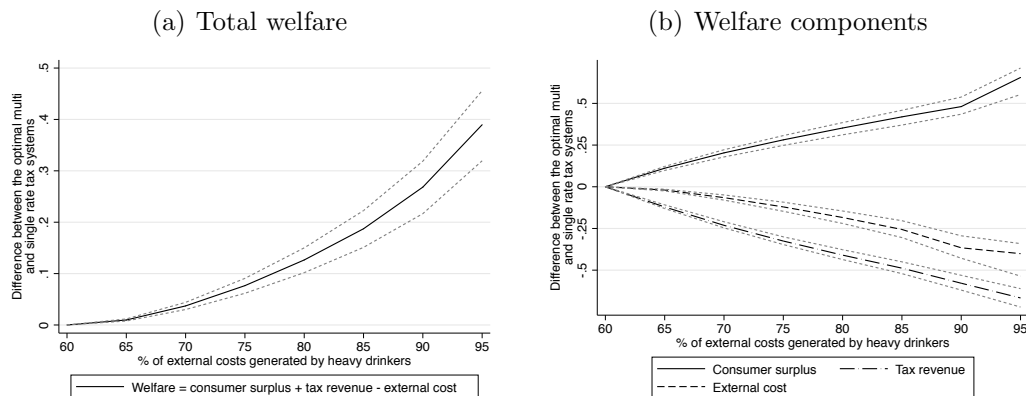 (a) Total welfare
Difference between the optimal multi
and single rate tax systems
.5
.4
.3
.2
.1
0
60 65 70 75 80 85 90 95
% of external costs generated by heavy drinkers
Welfare = consumer surplus + tax revenue - external cost
(b) Welfare components
Difference between the optimal multi
and single rate tax systems
.5
.25
0
-.25
-.5
60 65 70 75 80 85 90 95
% of external costs generated by heavy drinkers
Consumer surplus Tax revenue
External cost